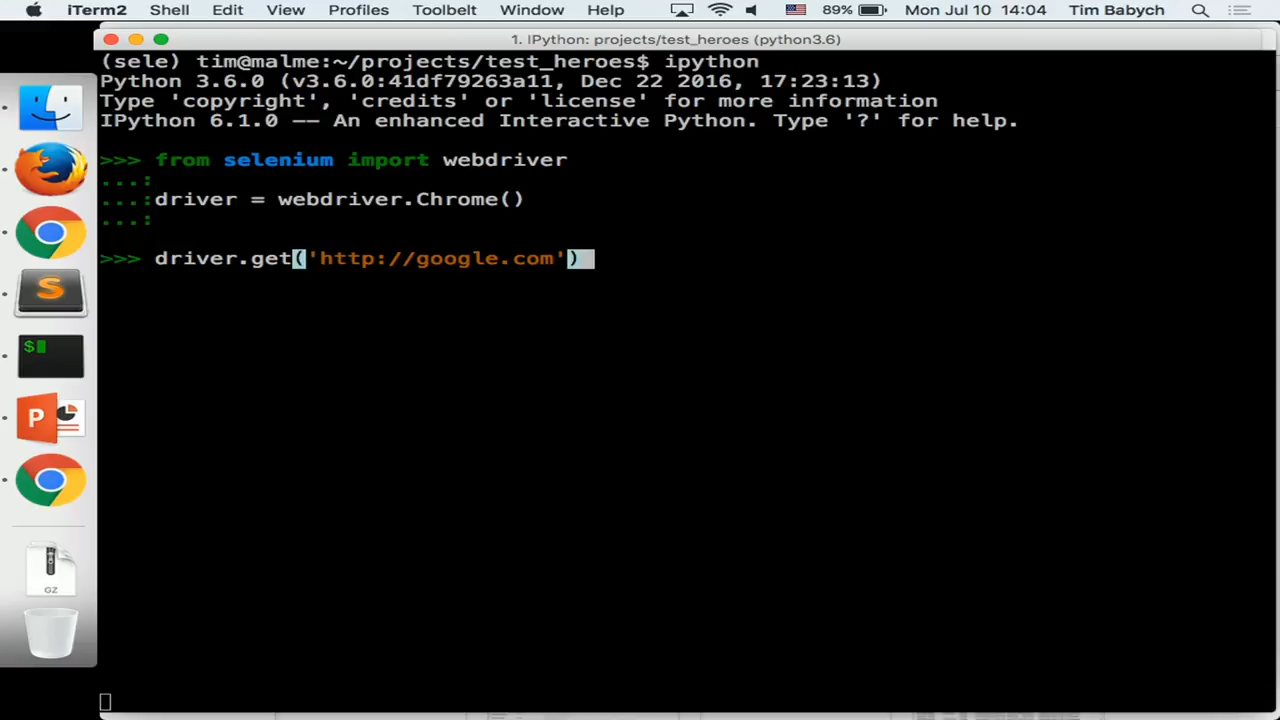 iTerm2 Shell Edit View Profiles Toolbelt Window Help 89% Mon Jul 10 14:04 Tim Babych
1. IPython: projects/test_heroes (python3.6)
(sele) tim@malme:~/projects/test_heroes$ ipython
Python 3.6.0 (v3.6.0:41df79263a11, Dec 22 2016, 17:23:13)
Type 'copyright', 'credits' or 'license' for more information
IPython 6.1.0 -- An enhanced Interactive Python. Type '?' for help.
>>> from selenium import webdriver
...:
...:driver = webdriver.Chrome()
...:
>>> driver.get('http://google.com')
S
$
P
GZ